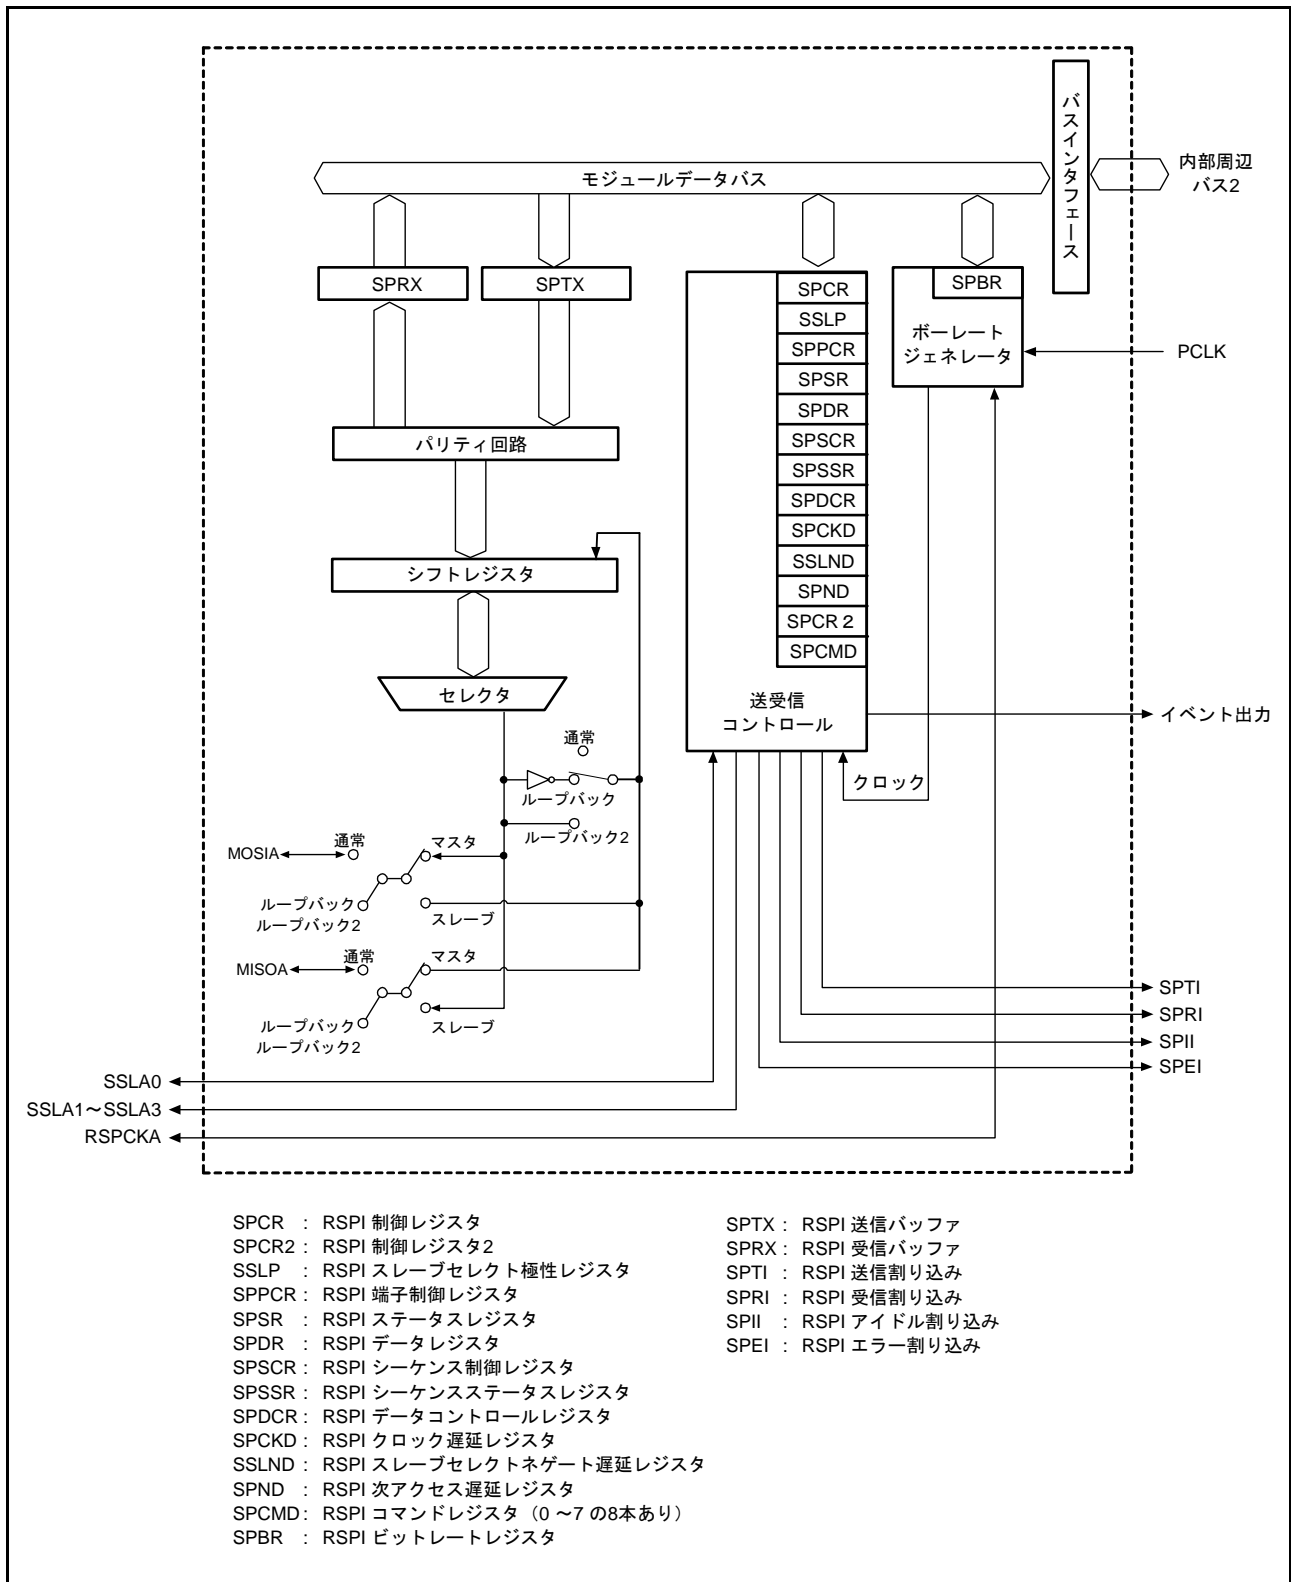 バスインタフェース
内部周辺
バス2
モジュールデータバス
SPRX
SPTX
SPCR
SSLP
SPPCR
SPSR
SPDR
SPSCR
SPSSR
SPDCR
SPCKD
SSLND
SPND
SPCR 2
SPCMD
送受信
コントロール
SPBR
ボーレート
ジェネレータ
PCLK
パリティ回路
シフトレジスタ
セレクタ
イベント出力
クロック
通常
ループバック
ループバック2
MOSIA
通常
マスタ
ループバック
ループバック2
スレーブ
MISOA
通常
マスタ
ループバック
ループバック2
スレーブ
SPTI
SPRI
SPII
SPEI
SSLA0
SSLA1～SSLA3
RSPCKA
SPCR : RSPI 制御レジスタ
SPCR2 : RSPI 制御レジスタ2
SSLP : RSPI スレーブセレクト極性レジスタ
SPPCR : RSPI 端子制御レジスタ
SPSR : RSPI ステータスレジスタ
SPDR : RSPI データレジスタ
SPSCR : RSPI シーケンス制御レジスタ
SPSSR : RSPI シーケンスステータスレジスタ
SPDCR : RSPI データコントロールレジスタ
SPCKD : RSPI クロック遅延レジスタ
SSLND : RSPI スレーブセレクトネゲート遅延レジスタ
SPND : RSPI 次アクセス遅延レジスタ
SPCMD : RSPI コマンドレジスタ（0 ～7 の8本あり）
SPBR : RSPI ビットレートレジスタ
SPTX : RSPI 送信バッファ
SPRX : RSPI 受信バッファ
SPTI : RSPI 送信割り込み
SPRI : RSPI 受信割り込み
SPII : RSPI アイドル割り込み
SPEI : RSPI エラー割り込み